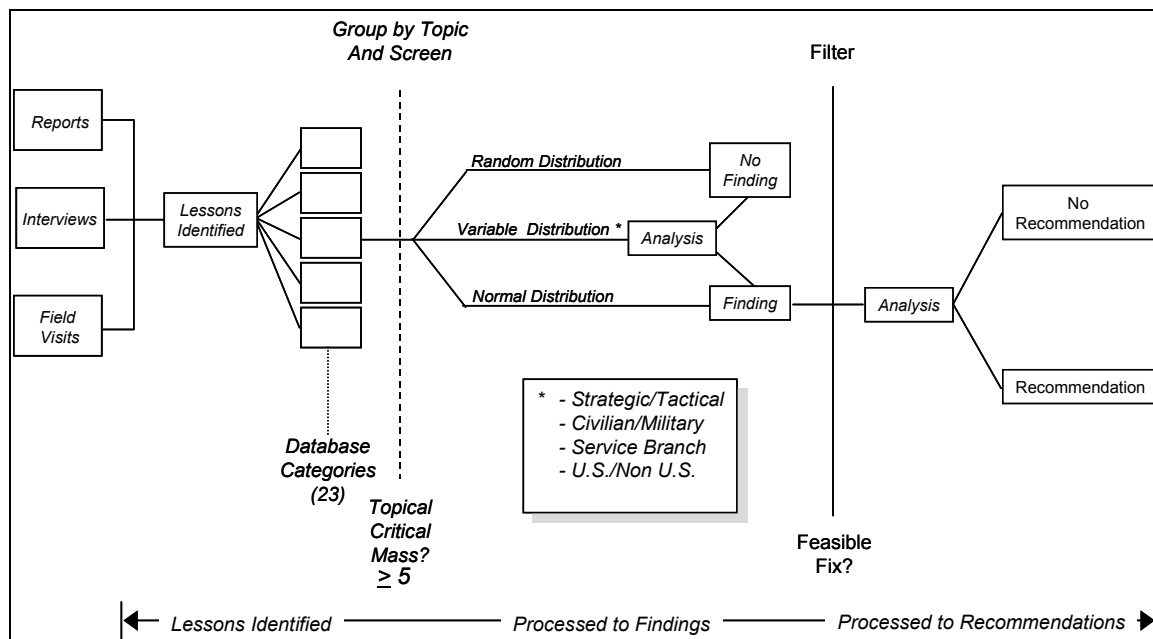 Group by Topic
And Screen
Filter
Reports
Interviews
Field
Visits
Lessons
Identified
Database
Categories
(23)
Topical
Critical
Mass?
≥ 5
Random Distribution
Variable Distribution *
Normal Distribution
No
Finding
Analysis
Finding
* - Strategic/Tactical
- Civilian/Military
- Service Branch
- U.S./Non U.S.
Feasible
Fix?
Analysis
No
Recommendation
Recommendation
Lessons Identified
Processed to Findings
Processed to Recommendations